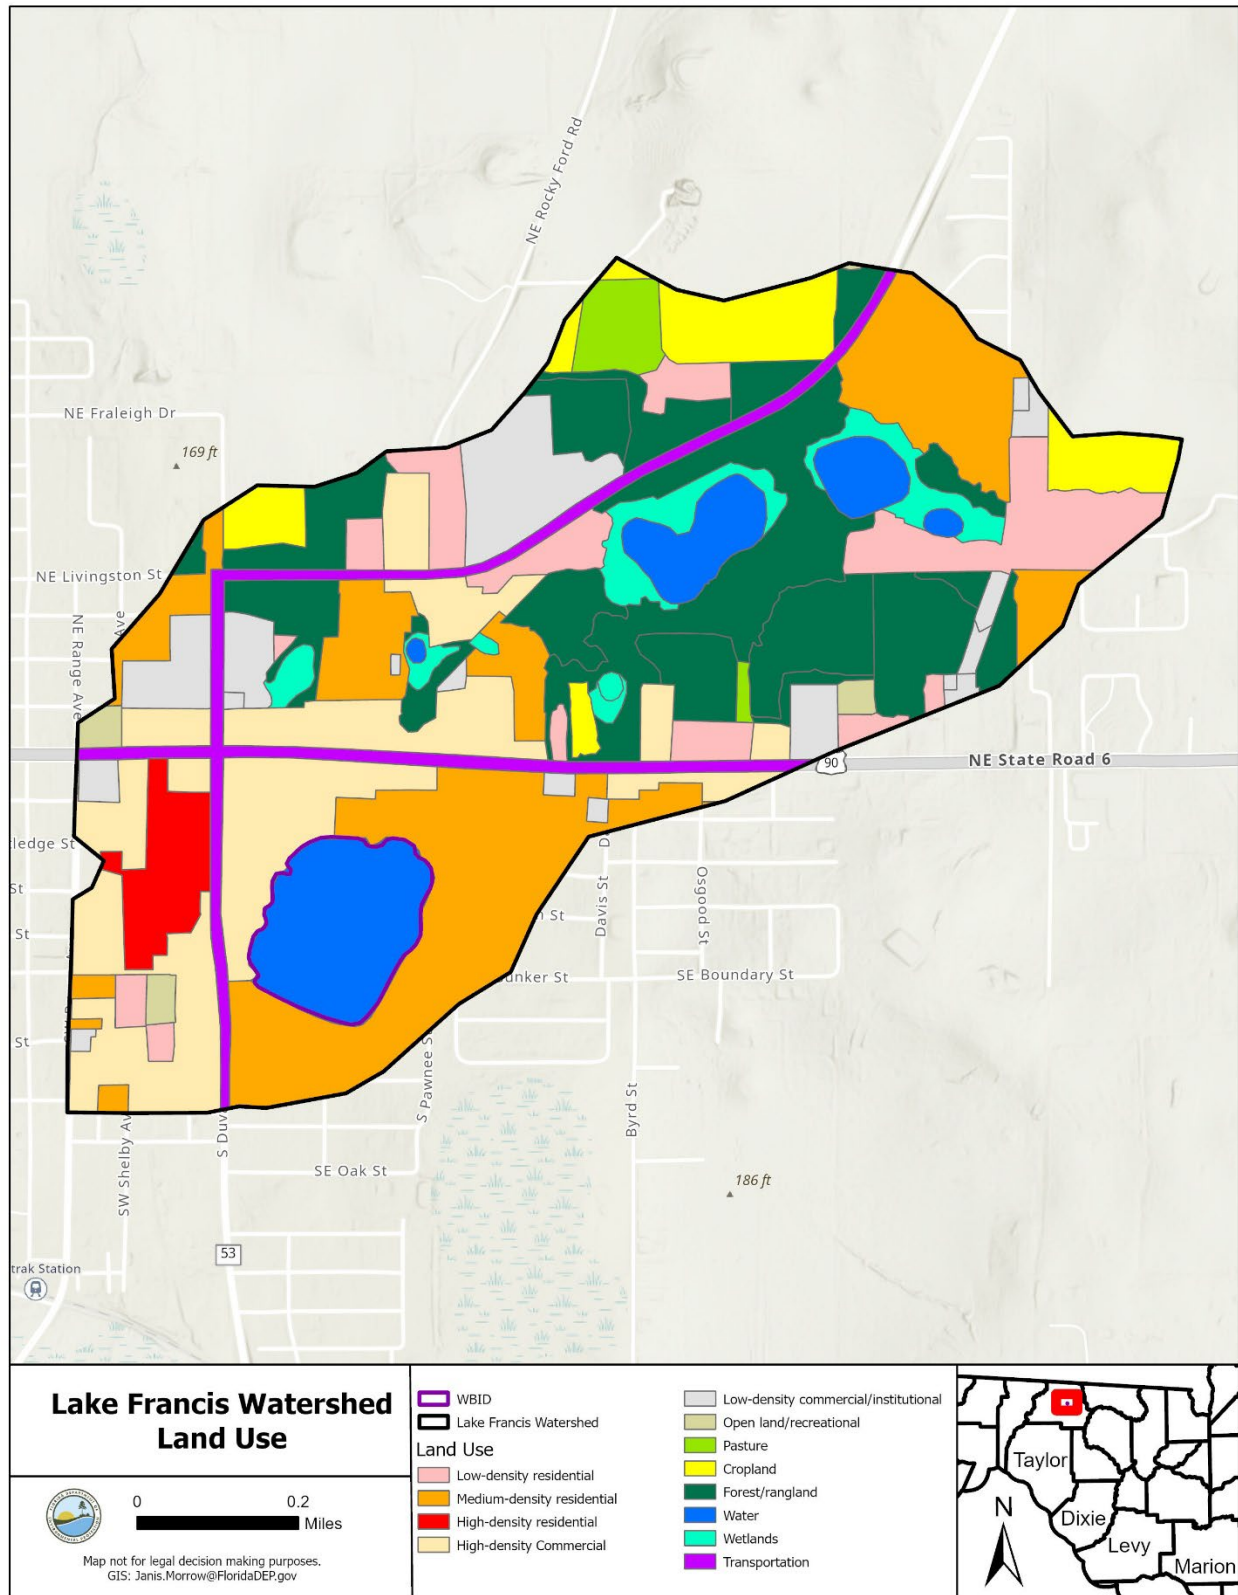 NE Rocky Ford Rd
NE Fraleigh Dr
169 ft
NE Livingston St
NE Range Ave
Ave
90
NE State Road 6
ledge St
St
St
St
Davis St
Osgood St
SE Boundary St
unker St
S Pawnee St
Byrd St
SW Shelby Av
S Duv
SE Oak St
186 ft
53
trak Station
Lake Francis Watershed
Land Use
0 0.2
Miles
Map not for legal decision making purposes.
GIS: Janis.Morrow@FloridaDEP.gov
WBID
Lake Francis Watershed
Land Use
Low-density residential
Medium-density residential
High-density residential
High-density Commercial
Low-density commercial/institutional
Open land/recreational
Pasture
Cropland
Forest/rangland
Water
Wetlands
Transportation
Taylor
Dixie
Levy
Marion
N